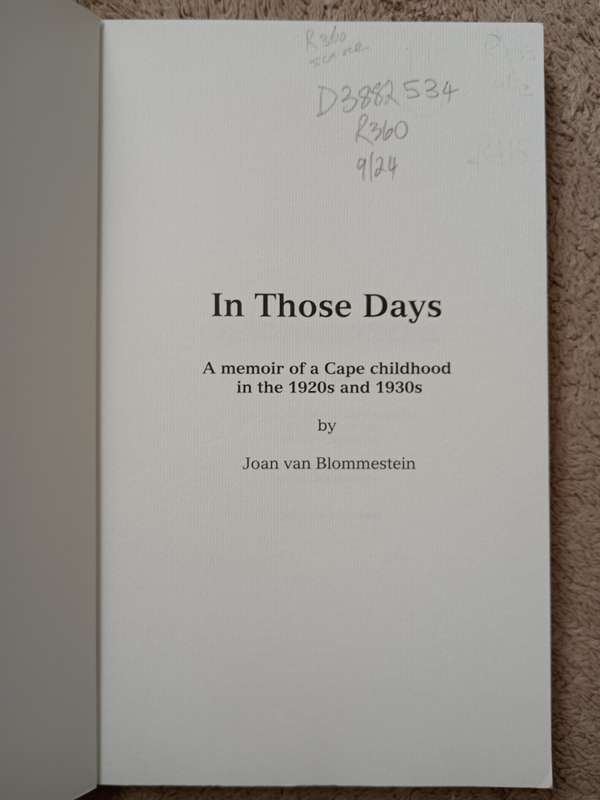 R360
D3882534
R360
9/24
In Those Days
A memoir of a Cape childhood
in the 1920s and 1930s
by
Joan van Blommestein